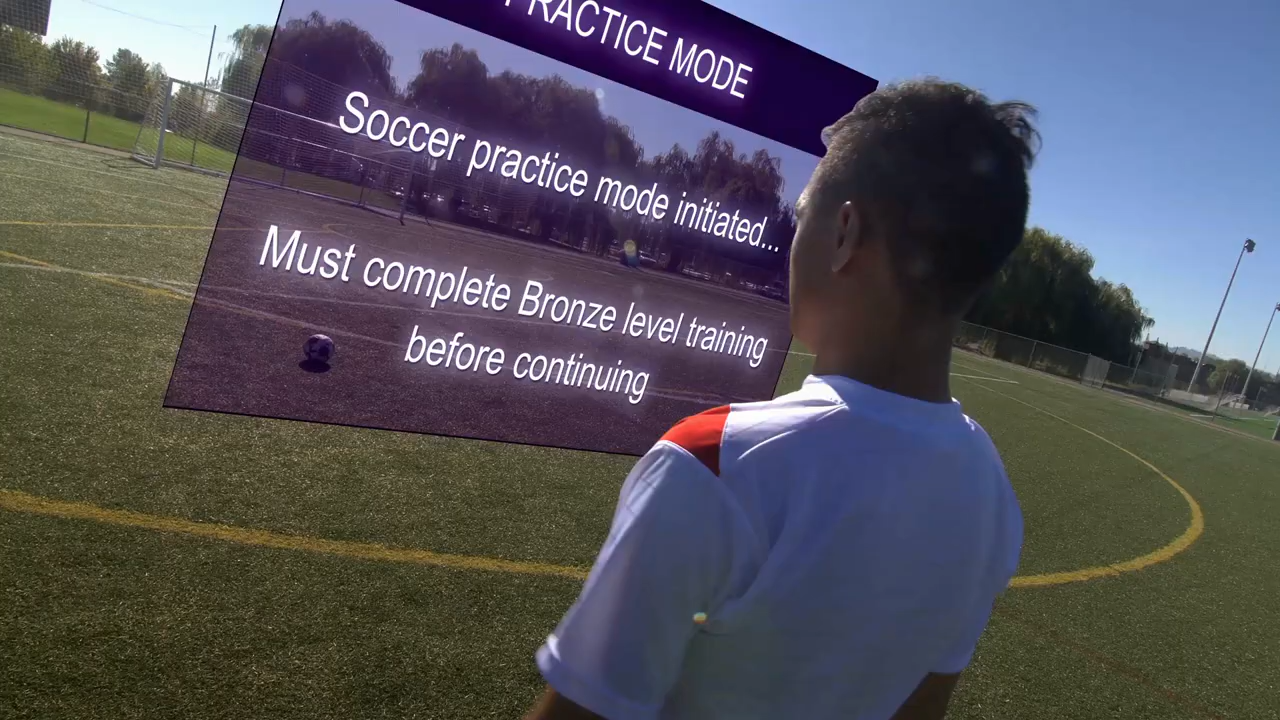 PRACTICE MODE
Soccer practice mode initiated...
Must complete Bronze level training
before continuing